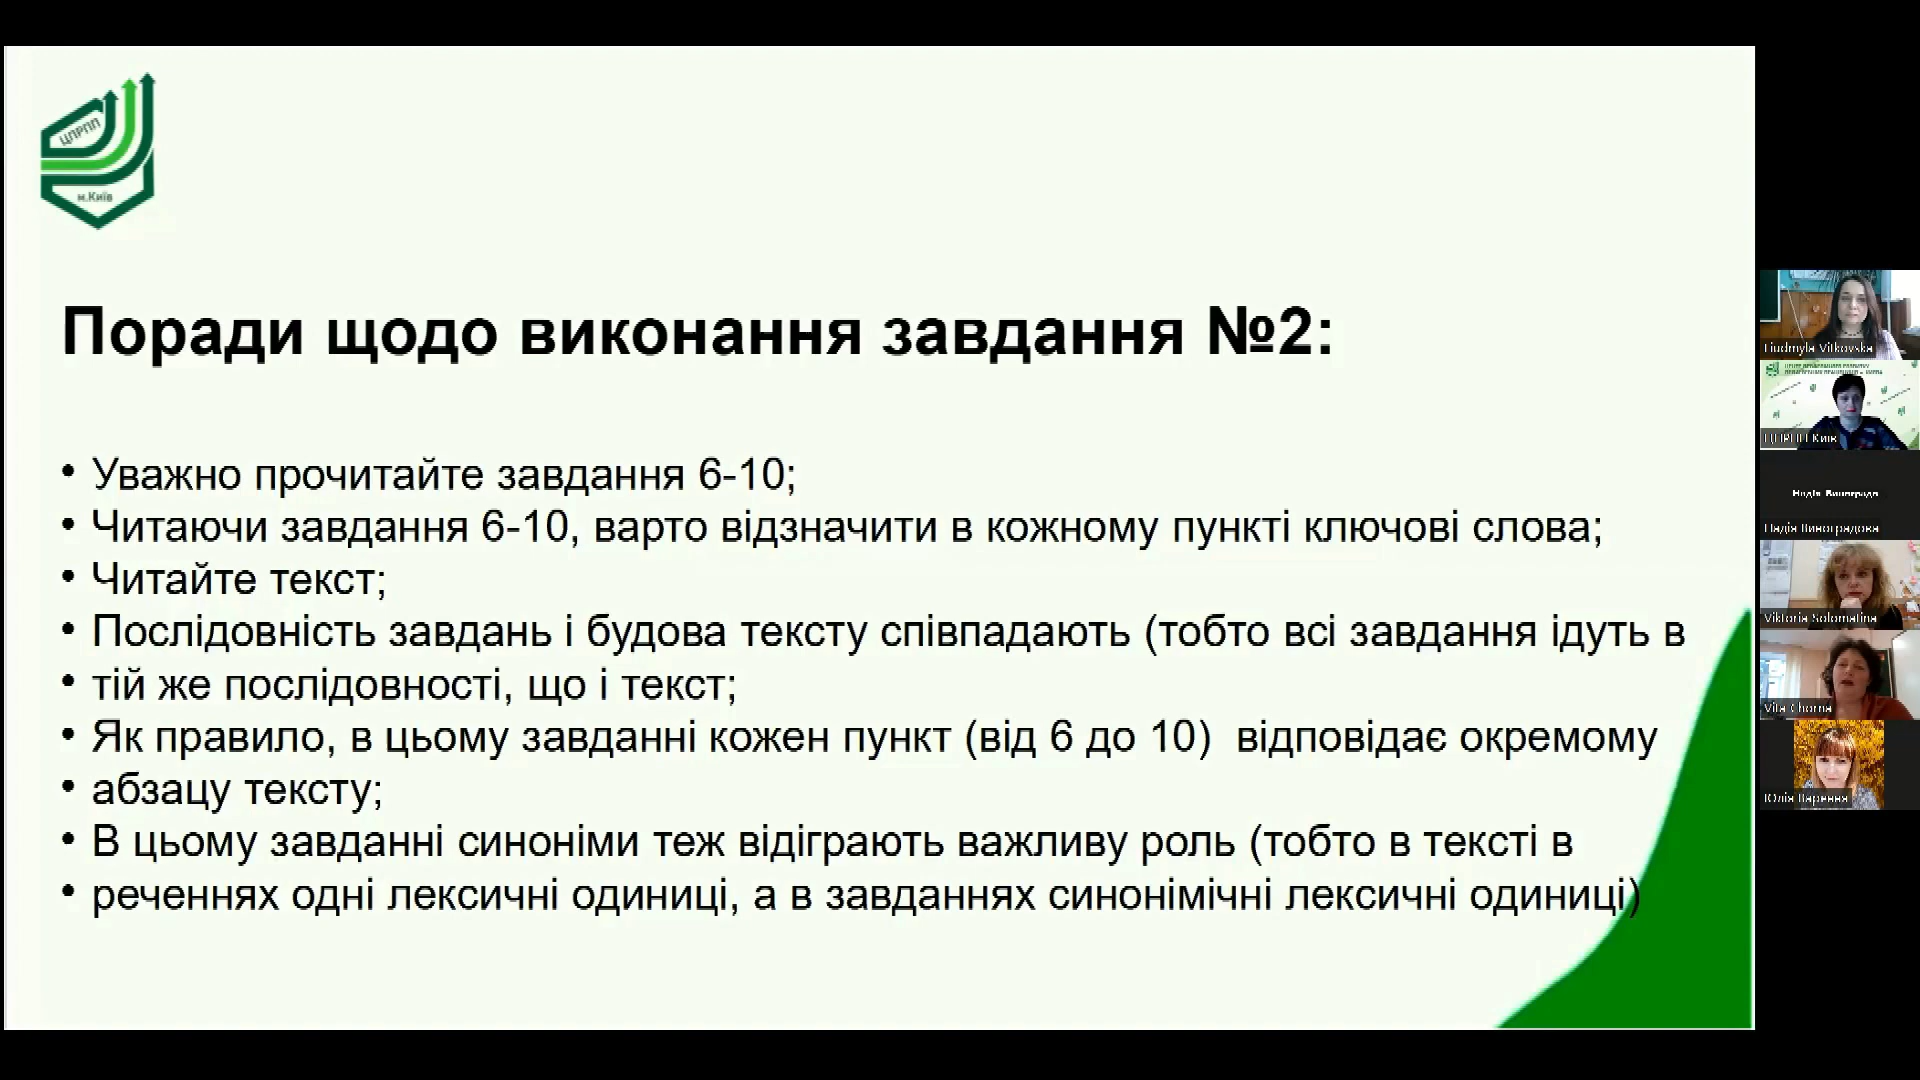 ЦПРПП
м.Київ
Поради щодо виконання завдання №2:
• Уважно прочитайте завдання 6-10;
• Читаючи завдання 6-10, варто відзначити в кожному пункті ключові слова;
• Читайте текст;
• Послідовність завдань і будова тексту співпадають (тобто всі завдання ідуть в
• тій же послідовності, що і текст;
• Як правило, в цьому завданні кожен пункт (від 6 до 10) відповідає окремому
• абзацу тексту;
• В цьому завданні синоніми теж відіграють важливу роль (тобто в тексті в
• реченнях одні лексичні одиниці, а в завданнях синонімічні лексичні одиниці)
Liudmyla Vitkovska
ЦПРПП Київ
Надія Виноградова
Viktoria Solomatina
Vita Chorna
Юлія